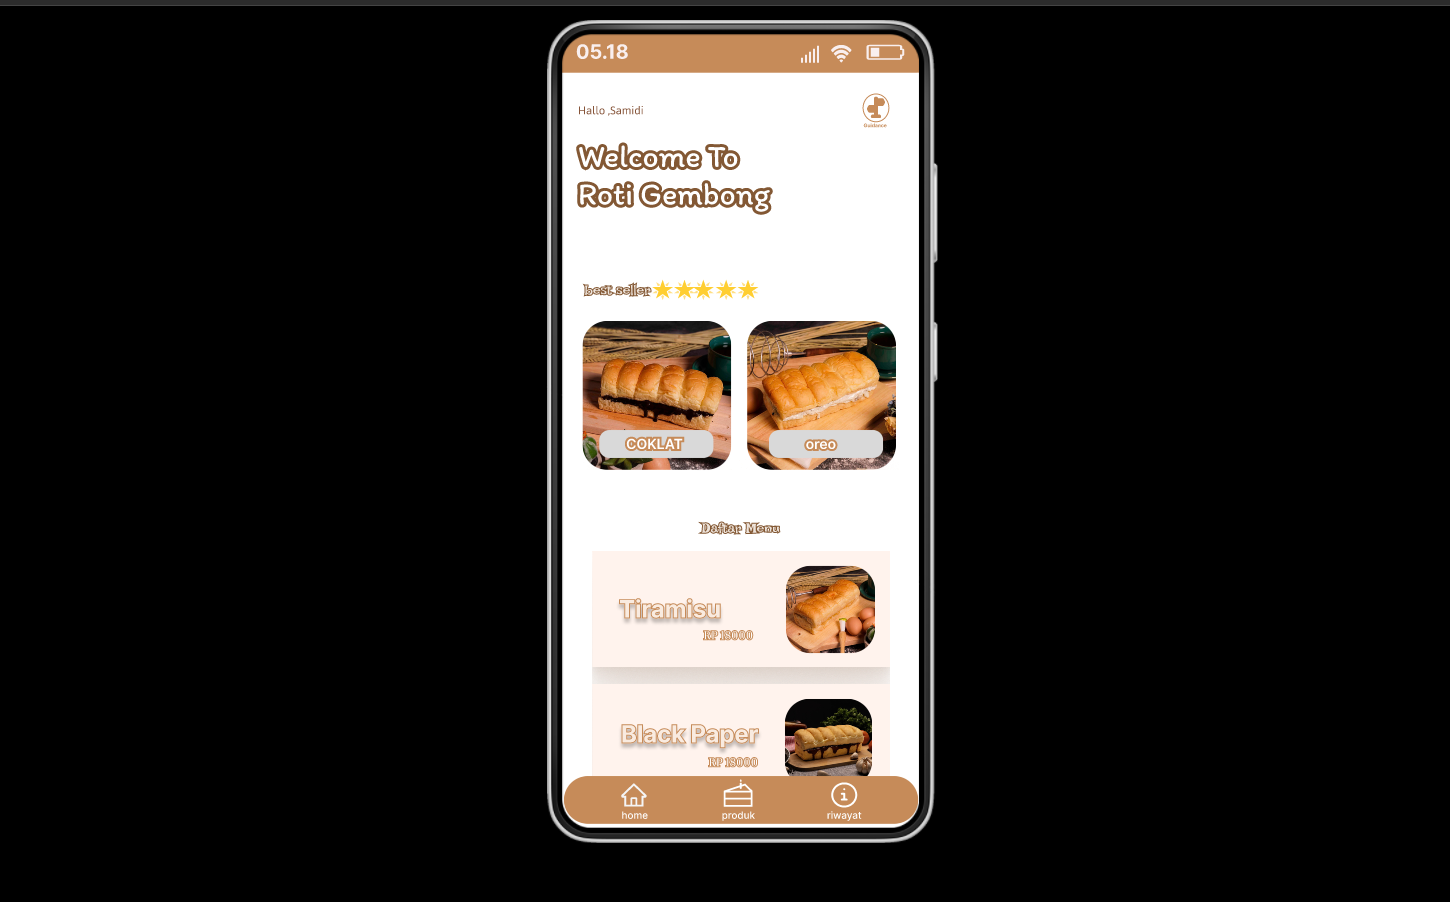 05.18
Hallo ,Samidi
Guidance
Welcome To
Roti Gembong
best seller
COKLAT
oreo
Daftar Menu
Tiramisu
RP 18000
Black Paper
RP 18000
home
produk
riwayat